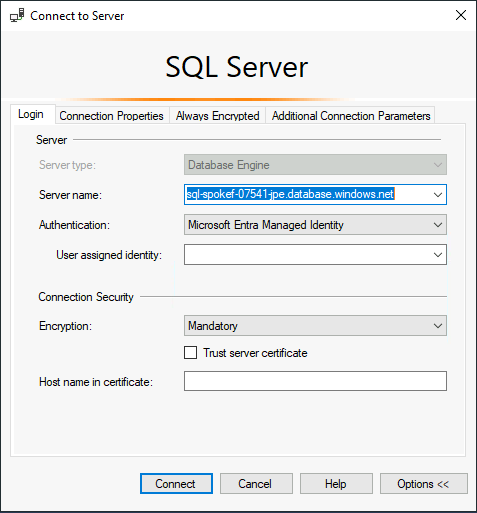 Connect to Server
SQL Server
Login Connection Properties Always Encrypted Additional Connection Parameters
Server
Server type: Database Engine
Server name: sql-spokef-07541-jpe.database.windows.net
Authentication: Microsoft Entra Managed Identity
User assigned identity:
Connection Security
Encryption: Mandatory
Trust server certificate
Host name in certificate:
Connect Cancel Help Options <<